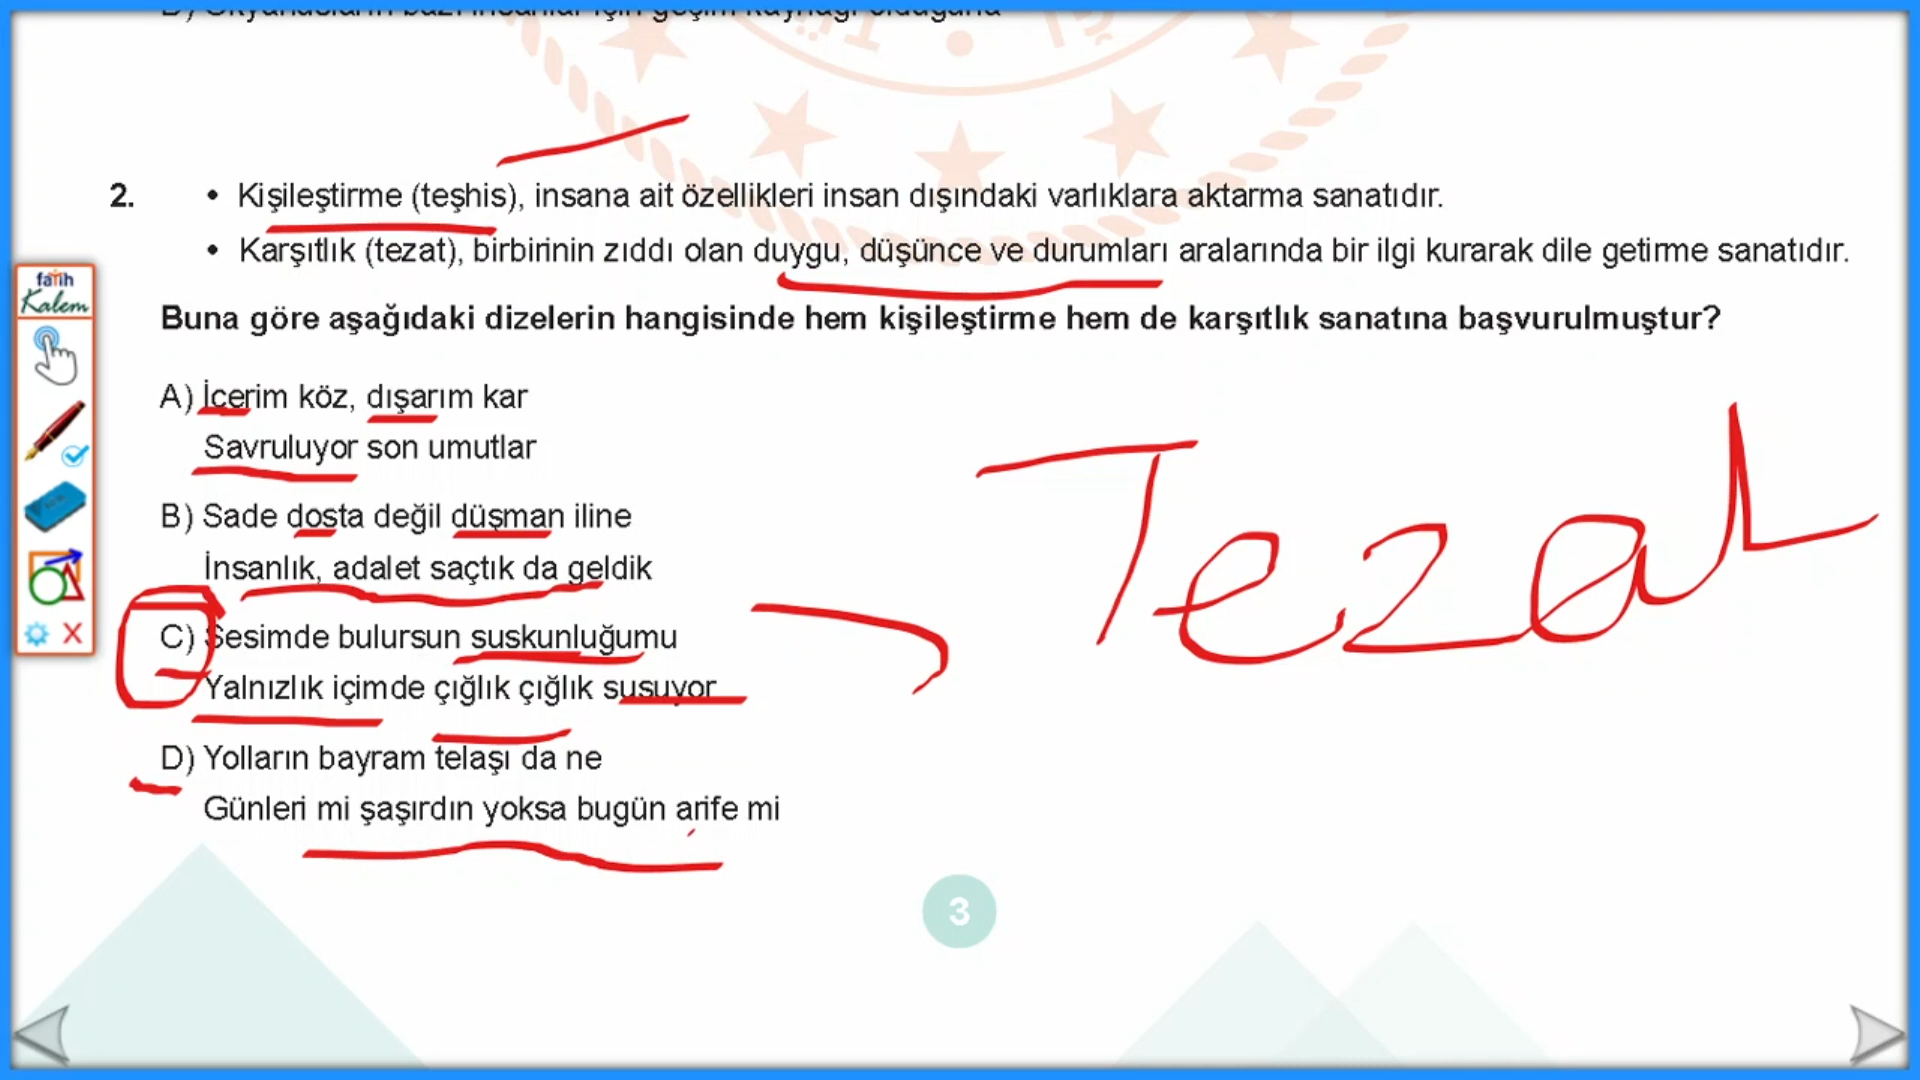 2. • Kişileştirme (teşhis), insana ait özellikleri insan dışındaki varlıklara aktarma sanatıdır.
• Karşıtlık (tezat), birbirinin zıddı olan duygu, düşünce ve durumları aralarında bir ilgi kurarak dile getirme sanatıdır.
fatih
Kalem
Buna göre aşağıdaki dizelerin hangisinde hem kişileştirme hem de karşıtlık sanatına başvurulmuştur?
A) İçerim köz, dışarım kar
Savruluyor son umutlar
B) Sade dosta değil düşman iline
İnsanlık, adalet saçtık da geldik
C) Sesimde bulursun suskunluğumu
Yalnızlık içimde çığlık çığlık susuyor
D) Yolların bayram telaşı da ne
Günleri mi şaşırdın yoksa bugün arife mi
Tezat
3